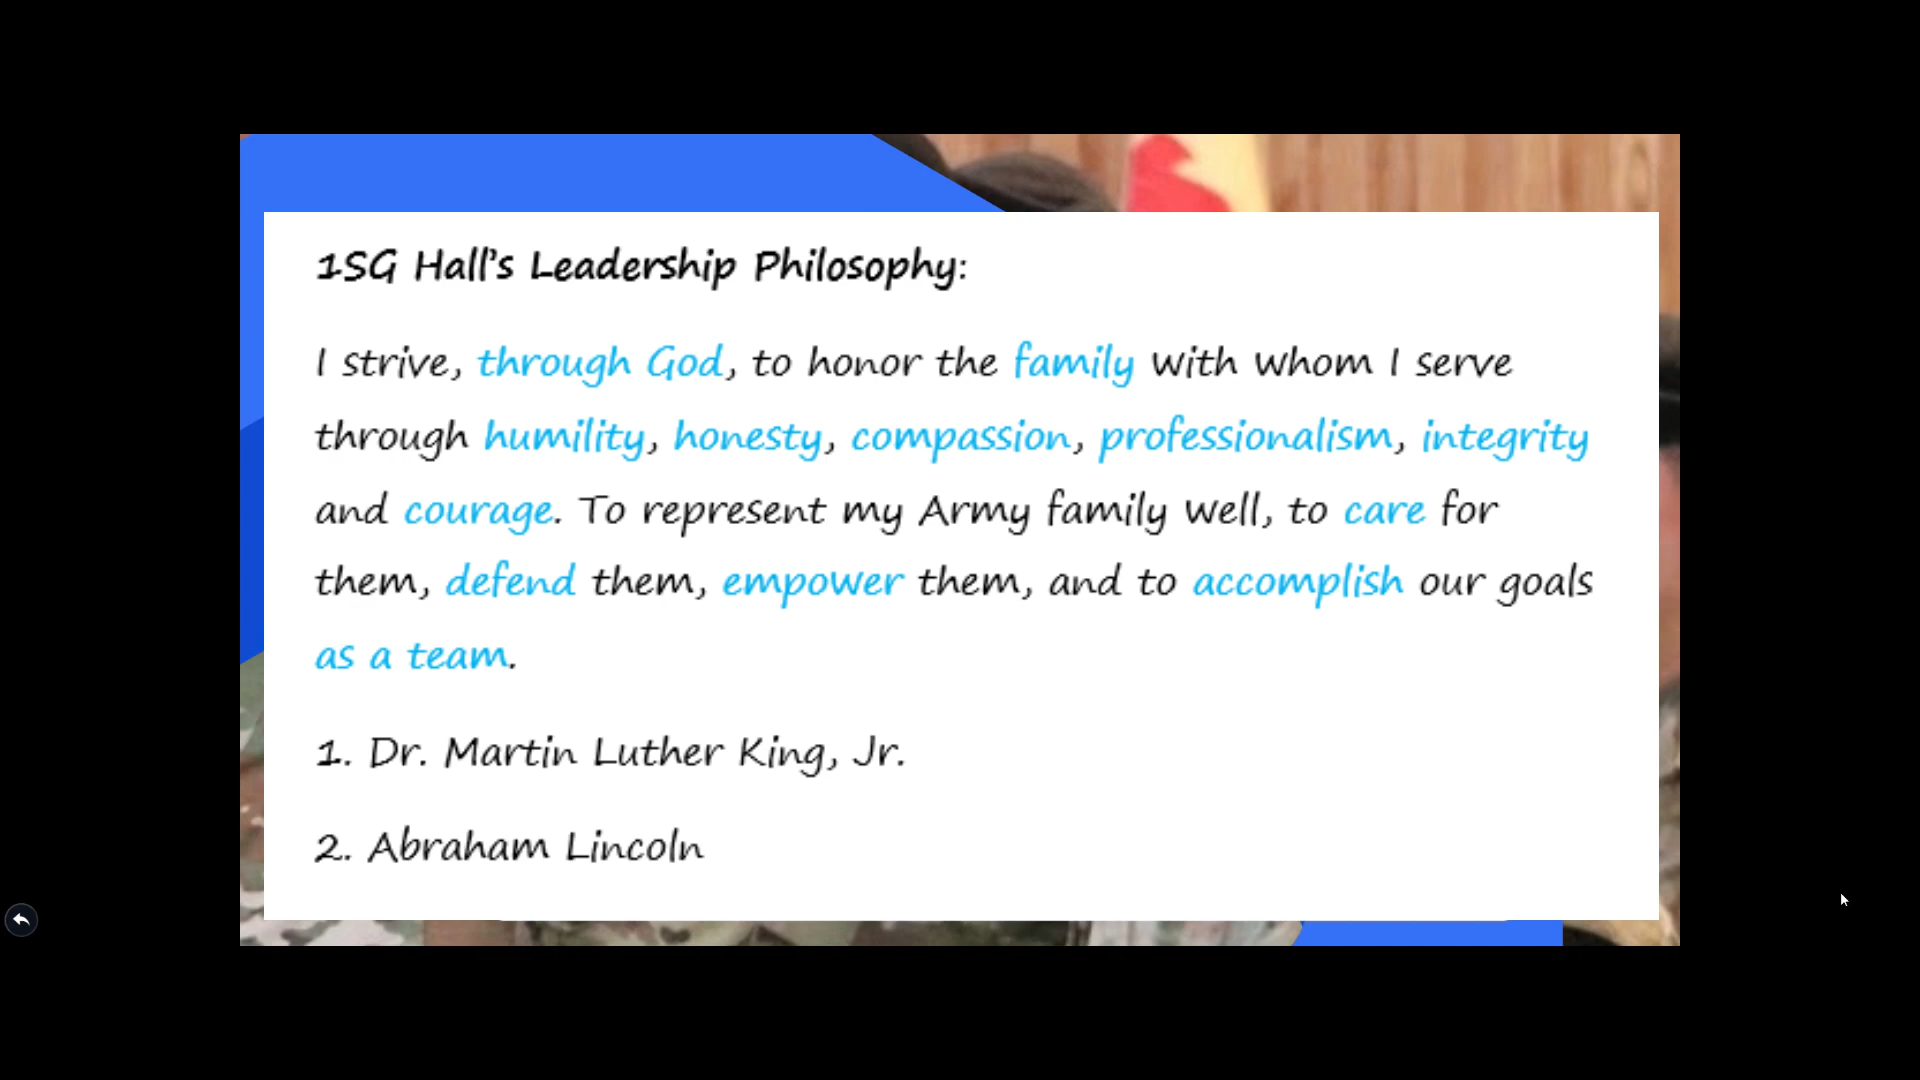 1SG Hall's Leadership Philosophy:
I strive, through God, to honor the family with whom I serve
through humility, honesty, compassion, professionalism, integrity
and courage. To represent my Army family well, to care for
them, defend them, empower them, and to accomplish our goals
as a team.
1. Dr. Martin Luther King, Jr.
2. Abraham Lincoln